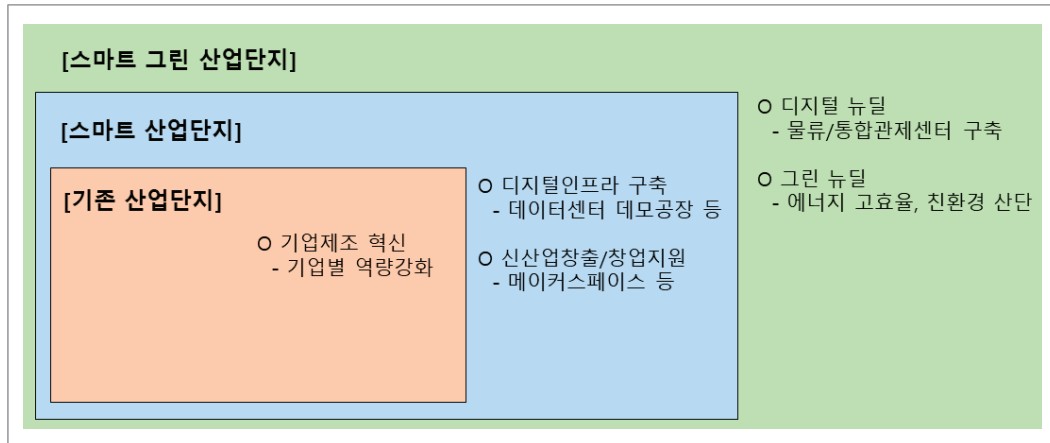 [스마트 그린 산업단지]
[스마트 산업단지]
[기존 산업단지]
O 기업제조 혁신
- 기업별 역량강화
O 디지털인프라 구축
- 데이터센터 데모공장 등
O 신산업창출/창업지원
- 메이커스페이스 등
O 디지털 뉴딜
- 물류/통합관제센터 구축
O 그린 뉴딜
- 에너지 고효율, 친환경 산단